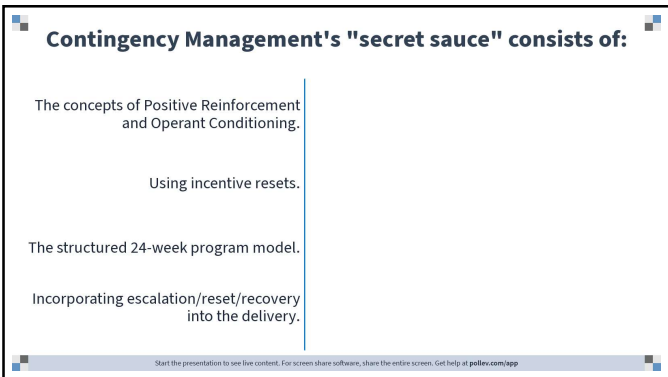 Contingency Management's "secret sauce" consists of:
The concepts of Positive Reinforcement
and Operant Conditioning.
Using incentive resets.
The structured 24-week program model.
Incorporating escalation/reset/recovery
into the delivery.
Start the presentation to see live content. For screen share software, share the entire screen. Get help at pollev.com/app